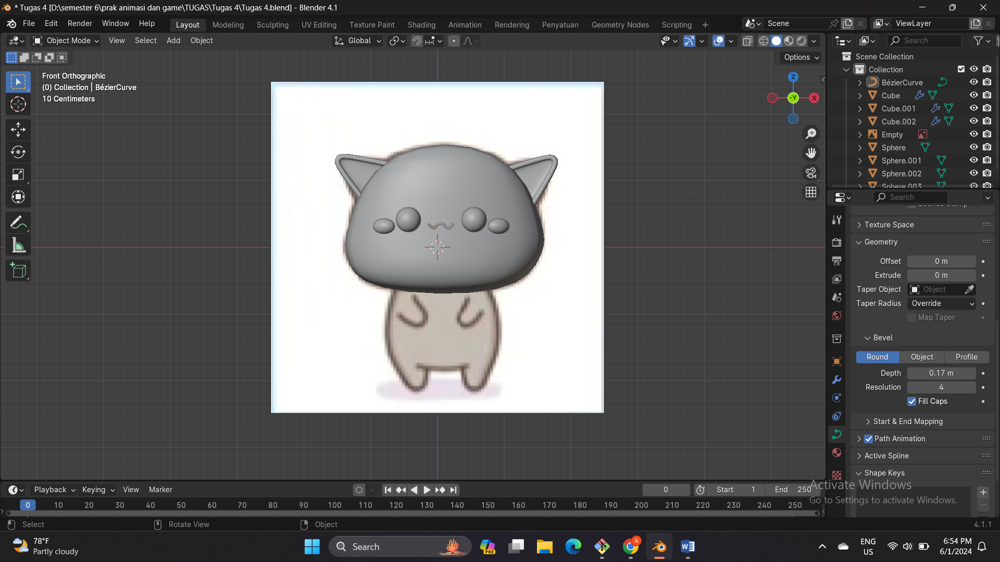 * Tugas 4 [D:\semester 6\prak animasi dan game\TUGAS\Tugas 4\Tugas 4.blend] - Blender 4.1
File Edit Render Window Help Layout Modeling Sculpting UV Editing Texture Paint Shading Animation Rendering Penyatuan Geometry Nodes Scripting + Scene ViewLayer
Object Mode View Select Add Object Global Search
Options
Front Orthographic
(0) Collection | BézierCurve
10 Centimeters
Z
-Y
X
Scene Collection
Collection
BézierCurve
Cube
Cube.001
Cube.002
Empty
Sphere
Sphere.001
Sphere.002
Sphere.003
Search
Texture Space
Geometry
Offset 0 m
Extrude 0 m
Taper Object Object
Taper Radius Override
Map Taper
Bevel
Round Object Profile
Depth 0.17 m
Resolution 4
Fill Caps
Start & End Mapping
Path Animation
Active Spline
Shape Keys
Activate Windows
Go to Settings to activate Windows.
Playback Keying View Marker 0 Start 1 End 250
0 10 20 30 40 50 60 70 80 90 100 110 120 130 140 150 160 170 180 190 200 210 220 230 240 250
Select Rotate View Object 4.1.1
78°F
Partly cloudy
Search
PRE
A
ENG
US
6:54 PM
6/1/2024